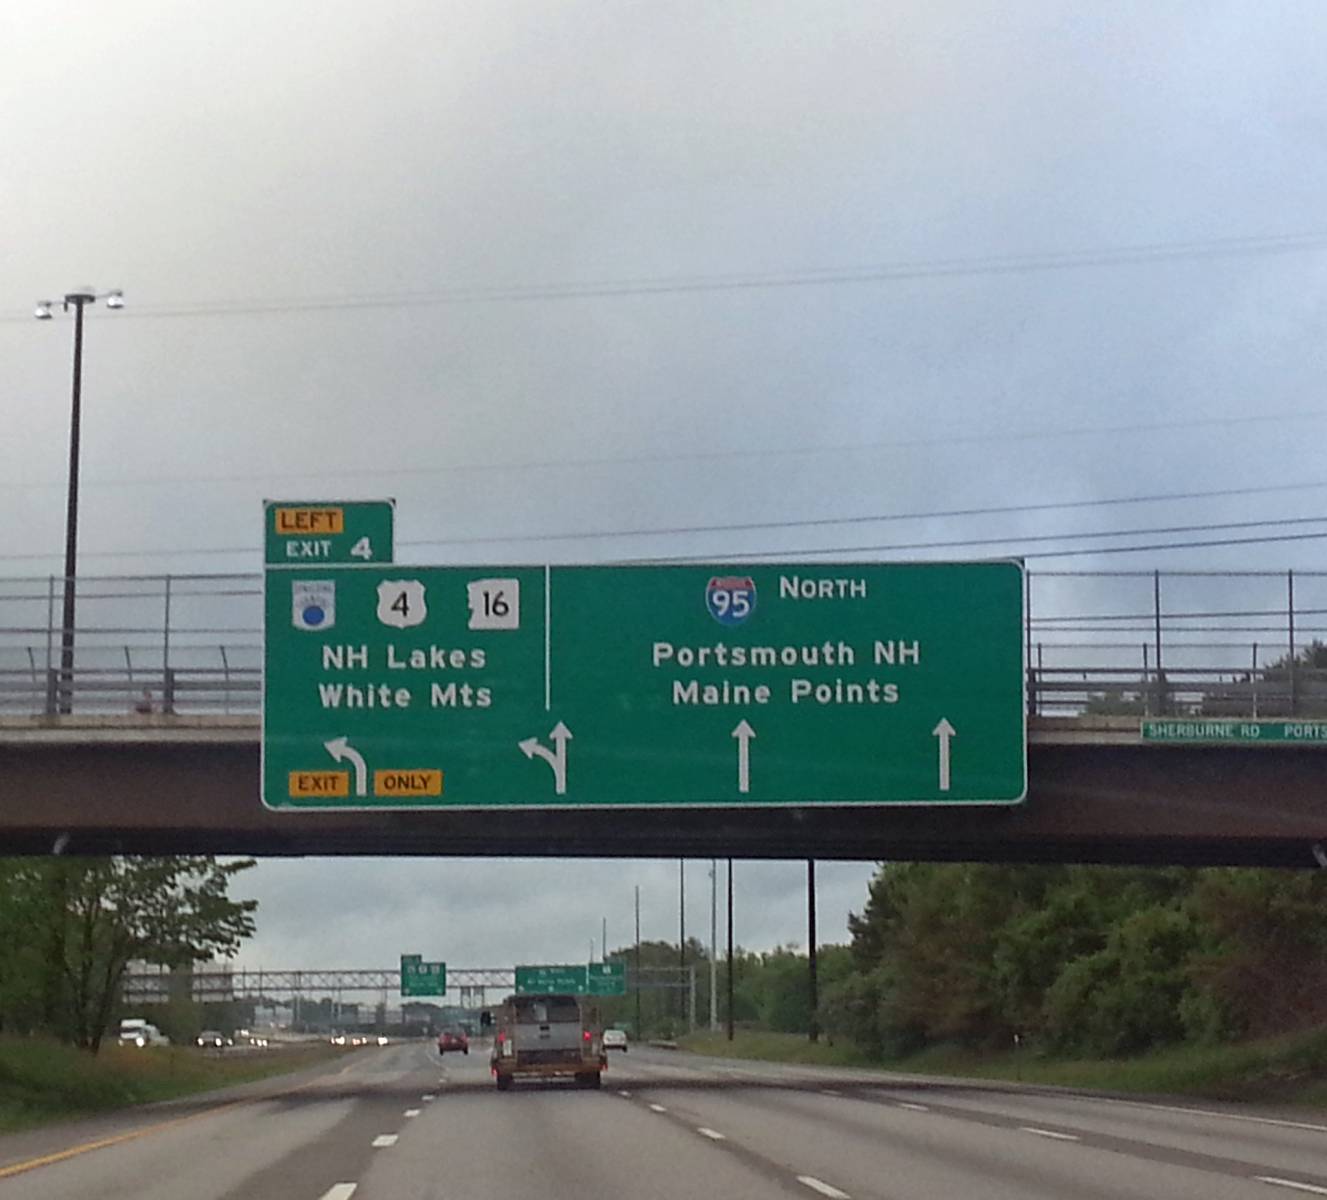 LEFT
EXIT 4
4 16
NH Lakes
White Mts
EXIT ONLY
95 NORTH
Portsmouth NH
Maine Points
SHERBURNE RD PORTS